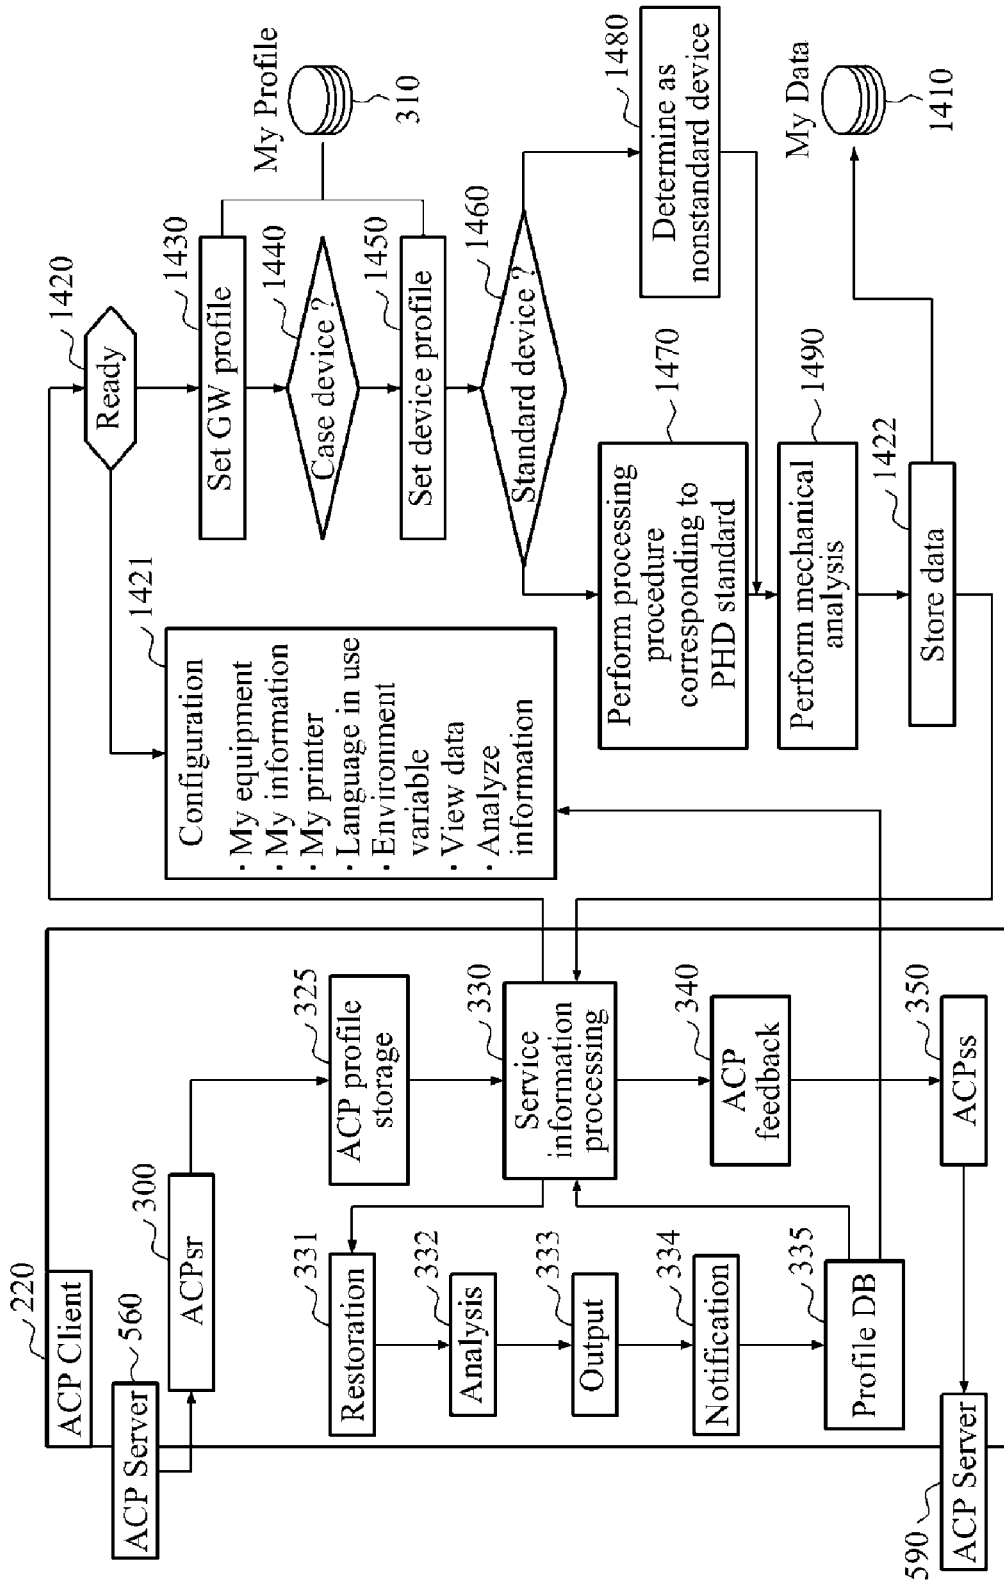 220
ACP Client
560
ACP Server
300
ACPsr
325
ACP profile
storage
330
Service
information
processing
331
Restoration
332
Analysis
333
Output
334
Notification
335
Profile DB
340
ACP
feedback
350
ACPss
590
ACP Server
1420
Ready
1421
Configuration
· My equipment
· My information
· My printer
· Language in use
· Environment
variable
· View data
· Analyze
information
1430
Set GW profile
1440
Case device ?
1450
Set device profile
My Profile
310
1460
Standard device ?
1470
Perform processing
procedure
corresponding to
PHD standard
1480
Determine as
nonstandard device
1490
Perform mechanical
analysis
1422
Store data
My Data
1410